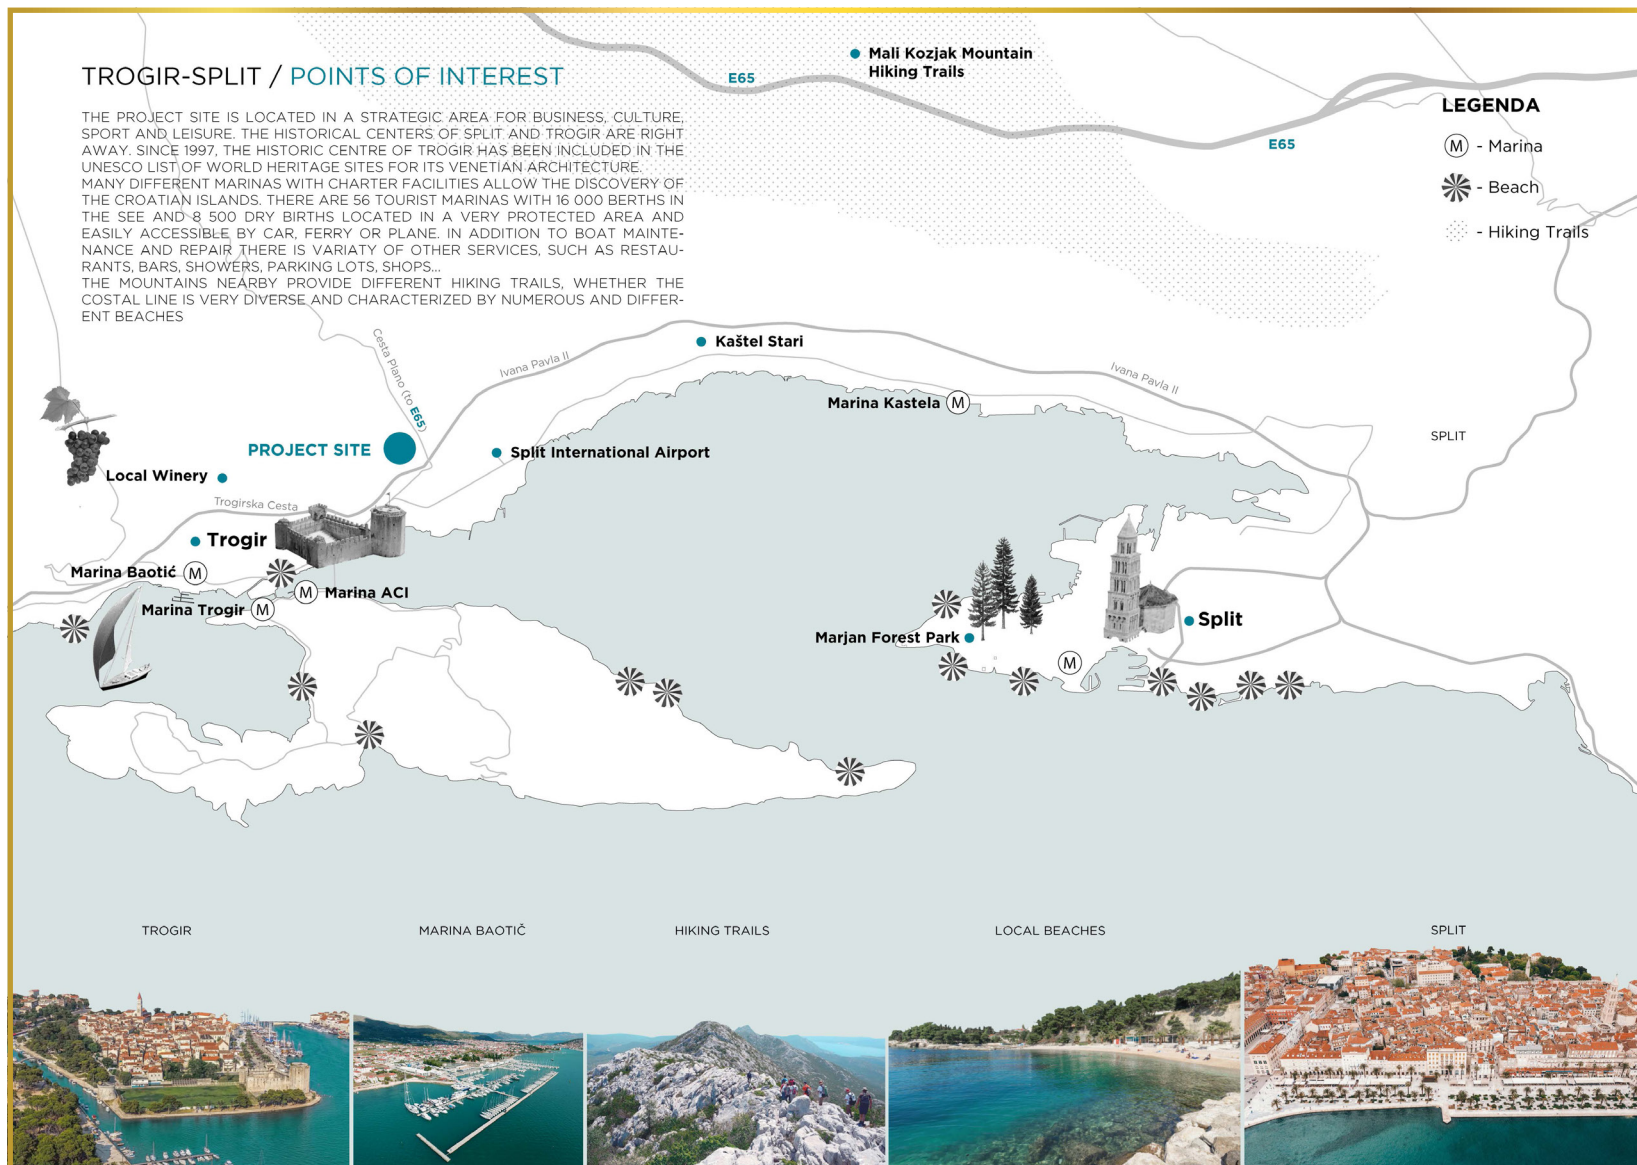 TROGIR-SPLIT / POINTS OF INTEREST
THE PROJECT SITE IS LOCATED IN A STRATEGIC AREA FOR BUSINESS, CULTURE,
SPORT AND LEISURE. THE HISTORICAL CENTERS OF SPLIT AND TROGIR ARE RIGHT
AWAY. SINCE 1997, THE HISTORIC CENTRE OF TROGIR HAS BEEN INCLUDED IN THE
UNESCO LIST OF WORLD HERITAGE SITES FOR ITS VENETIAN ARCHITECTURE.
MANY DIFFERENT MARINAS WITH CHARTER FACILITIES ALLOW THE DISCOVERY OF
THE CROATIAN ISLANDS. THERE ARE 56 TOURIST MARINAS WITH 16 000 BERTHS IN
THE SEE AND 8 500 DRY BIRTHS LOCATED IN A VERY PROTECTED AREA AND
EASILY ACCESSIBLE BY CAR, FERRY OR PLANE. IN ADDITION TO BOAT MAINTE-
NANCE AND REPAIR THERE IS VARIATY OF OTHER SERVICES, SUCH AS RESTAU-
RANTS, BARS, SHOWERS, PARKING LOTS, SHOPS...
THE MOUNTAINS NEARBY PROVIDE DIFFERENT HIKING TRAILS, WHETHER THE
COSTAL LINE IS VERY DIVERSE AND CHARACTERIZED BY NUMEROUS AND DIFFER-
ENT BEACHES
E65
Mali Kozjak Mountain
Hiking Trails
E65
LEGENDA
M - Marina
- Beach
- Hiking Trails
Cesta Plano (to E65)
Ivana Pavla II
Kaštel Stari
Ivana Pavla II
Marina Kastela M
SPLIT
PROJECT SITE
Split International Airport
Local Winery
Trogirska Cesta
Trogir
Marina Baotić M
M Marina ACI
Marina Trogir M
Marjan Forest Park
Split
M
TROGIR
MARINA BAOTIČ
HIKING TRAILS
LOCAL BEACHES
SPLIT